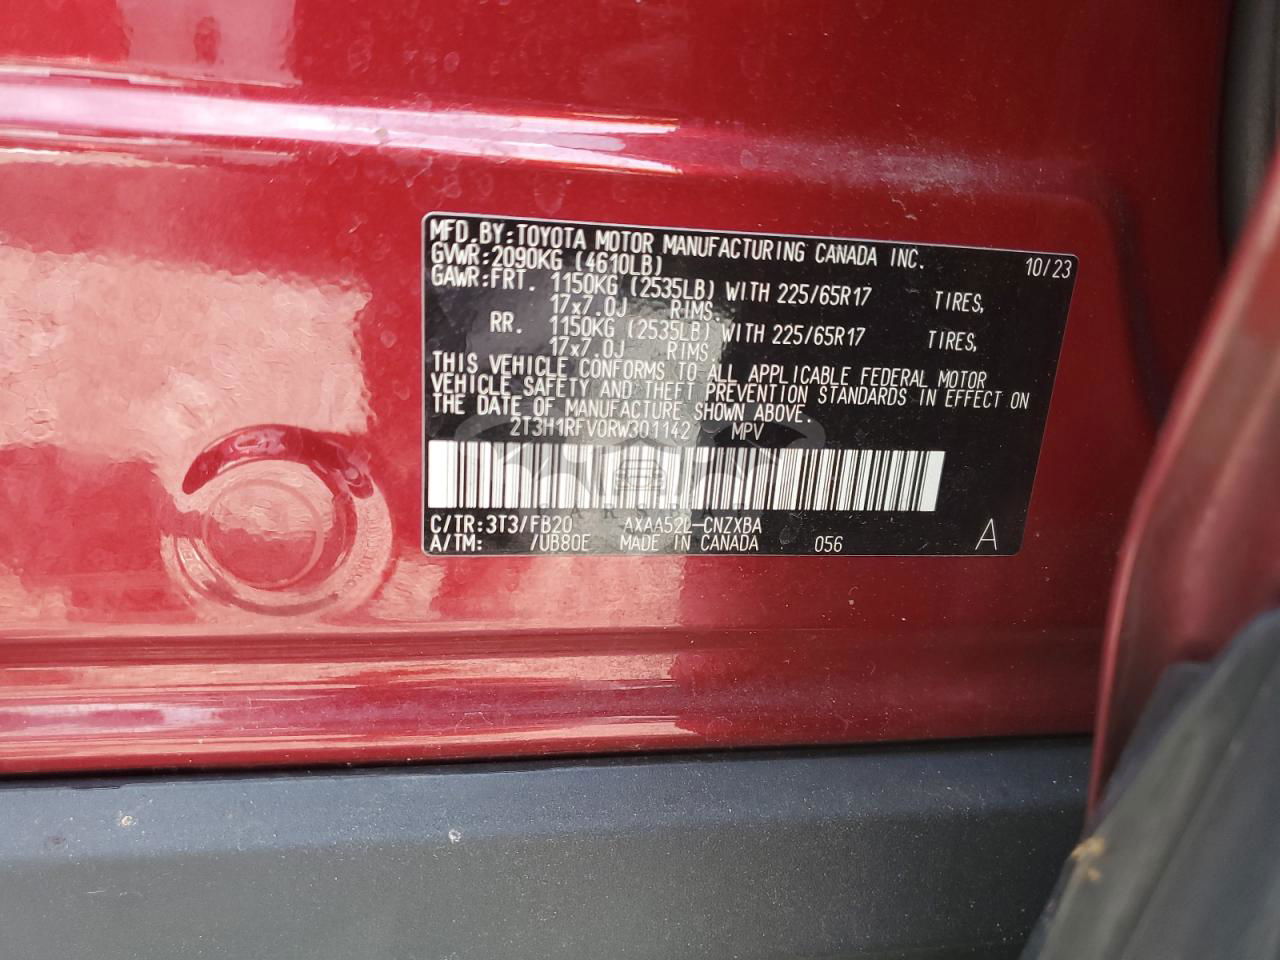 MFD.BY:TOYOTA MOTOR MANUFACTURING CANADA INC. 10/23
GVWR:2090KG (4610LB)
GAWR:FRT. 1150KG (2535LB) WITH 225/65R17 TIRES,
17x7.0J RIMS.
RR. 1150KG (2535LB) WITH 225/65R17 TIRES,
17x7.0J RIMS.
THIS VEHICLE CONFORMS TO ALL APPLICABLE FEDERAL MOTOR
VEHICLE SAFETY AND THEFT PREVENTION STANDARDS IN EFFECT ON
THE DATE OF MANUFACTURE SHOWN ABOVE.
2T3H1RFV0RW301142 MPV
C/TR:3T3/FB20 AXAA52L-CNZXBA
A/TM: /UB80E MADE IN CANADA 056 A